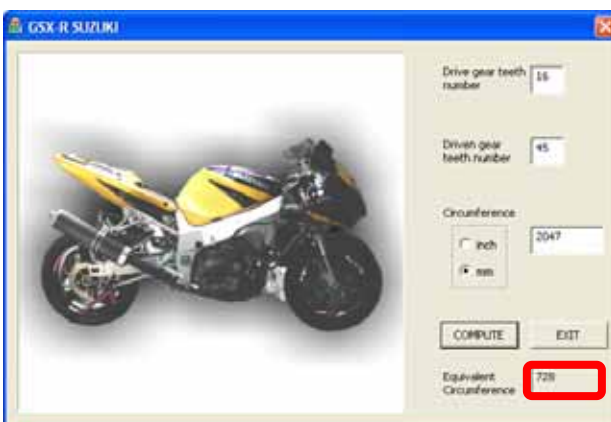 GSX-R SUZUKI
Drive gear teeth
number
16
Driven gear
teeth number
45
Circumference
inch
2047
mm
COMPUTE
EXIT
Equivalent
Circumference
728